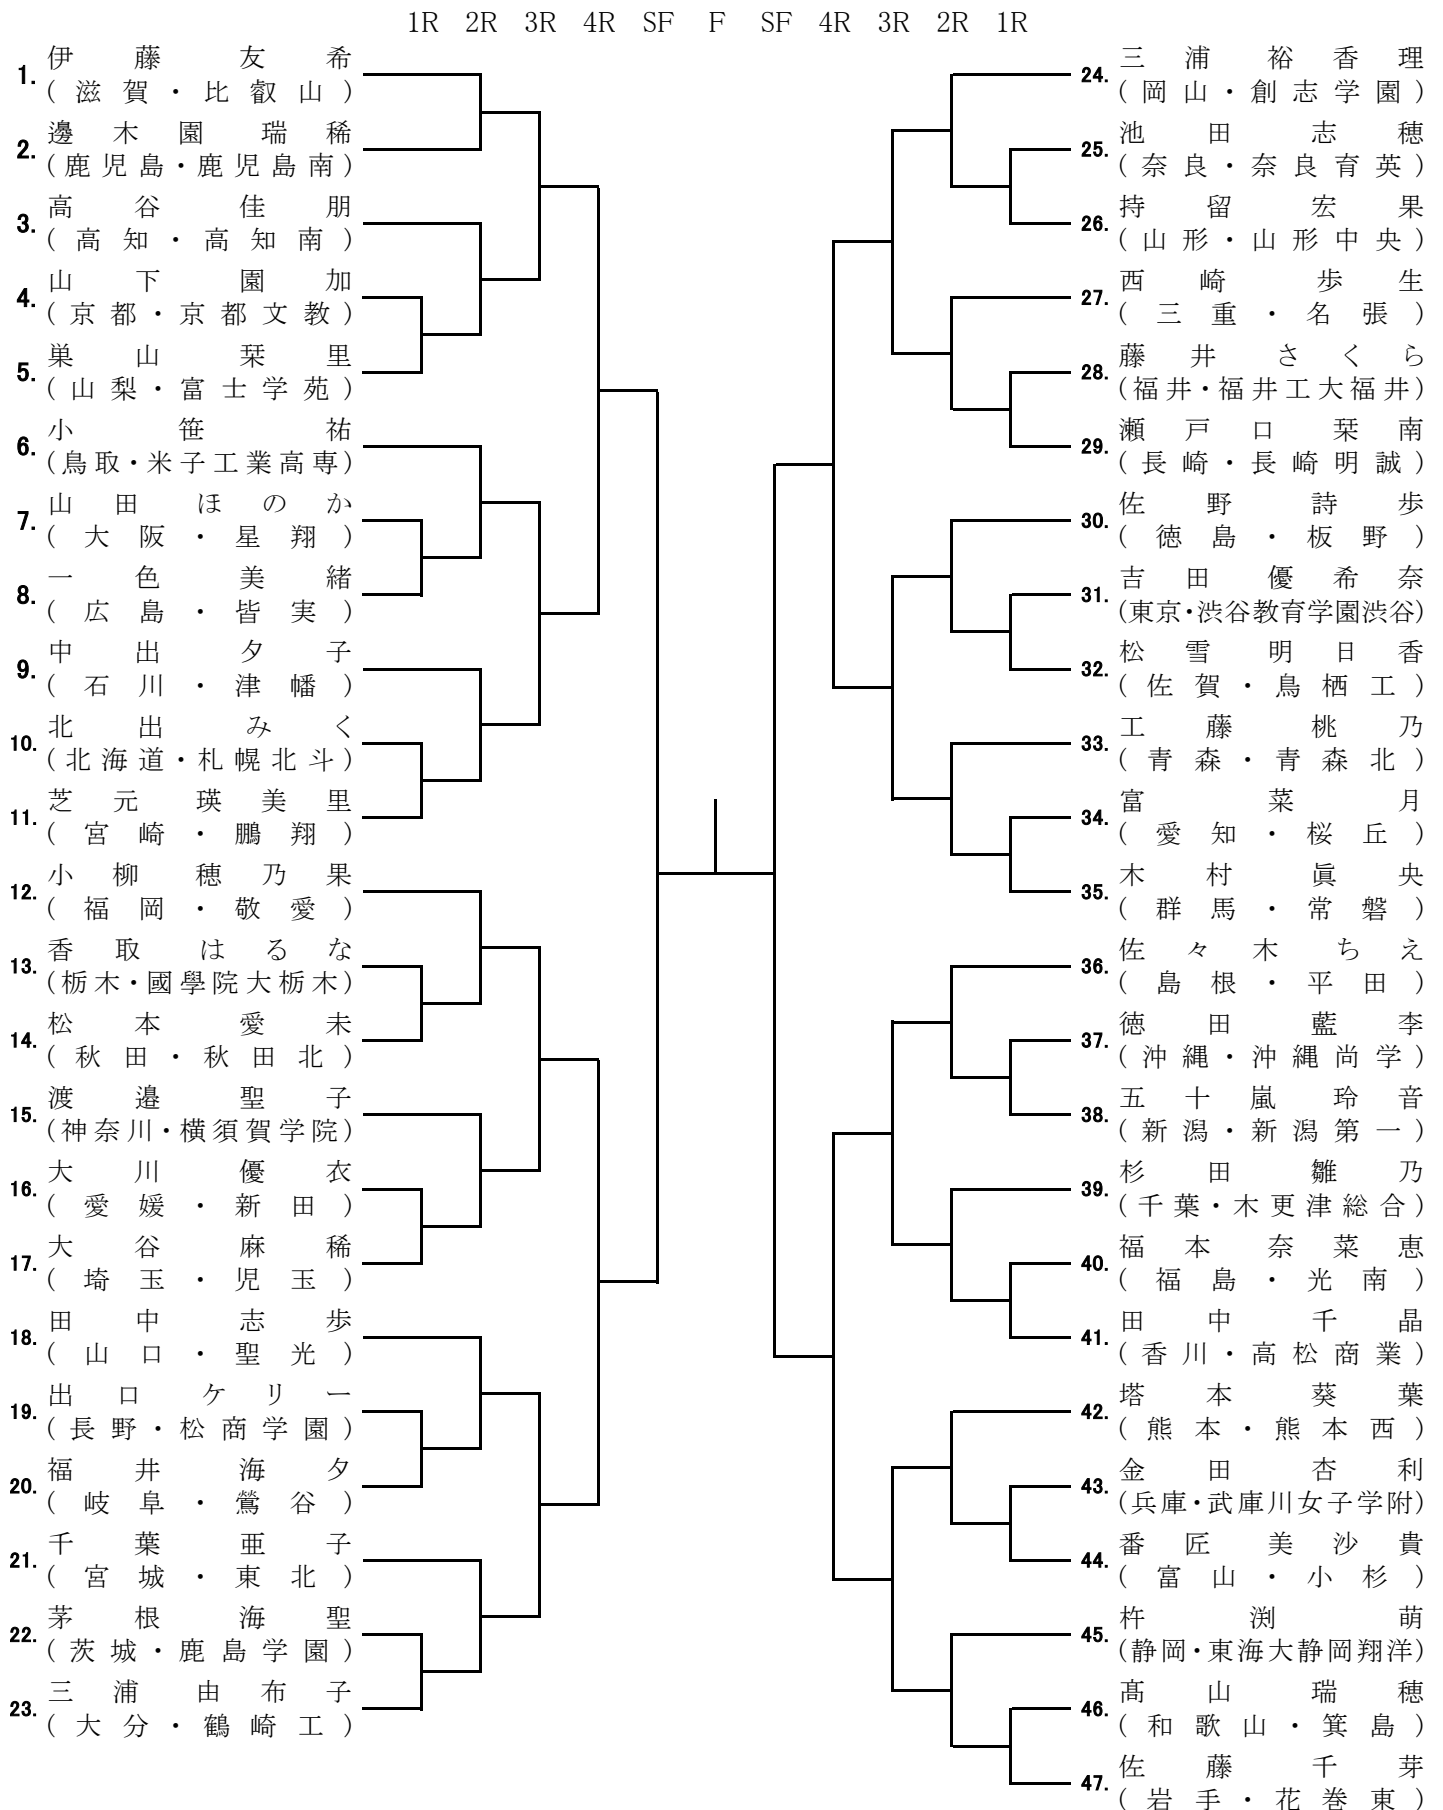 1R 2R 3R 4R SF F SF 4R 3R 2R 1R
1. 伊藤友希
(滋賀・比叡山)
2. 邊木園瑞稀
(鹿児島・鹿児島南)
3. 高谷佳朋
(高知・高知南)
4. 山下園加
(京都・京都文教)
5. 巣山栞里
(山梨・富士学苑)
6. 小笹祐
(鳥取・米子工業高専)
7. 山田ほのか
(大阪・星翔)
8. 一色美緒
(広島・皆実)
9. 中出夕子
(石川・津幡)
10. 北出みく
(北海道・札幌北斗)
11. 芝元瑛美里
(宮崎・鵬翔)
12. 小柳穂乃果
(福岡・敬愛)
13. 香取はるな
(栃木・國學院大栃木)
14. 松本愛未
(秋田・秋田北)
15. 渡邉聖子
(神奈川・横須賀学院)
16. 大川優衣
(愛媛・新田)
17. 大谷麻稀
(埼玉・児玉)
18. 田中志歩
(山口・聖光)
19. 出口ケリー
(長野・松商学園)
20. 福井海夕
(岐阜・鶯谷)
21. 千葉亜子
(宮城・東北)
22. 茅根海聖
(茨城・鹿島学園)
23. 三浦由布子
(大分・鶴崎工)
24. 三浦裕香理
(岡山・創志学園)
25. 池田志穂
(奈良・奈良育英)
26. 持留宏果
(山形・山形中央)
27. 西崎歩生
(三重・名張)
28. 藤井さくら
(福井・福井工大福井)
29. 瀬戸口栞南
(長崎・長崎明誠)
30. 佐野詩歩
(徳島・板野)
31. 吉田優希奈
(東京・渋谷教育学園渋谷)
32. 松雪明日香
(佐賀・鳥栖工)
33. 工藤桃乃
(青森・青森北)
34. 富菜月
(愛知・桜丘)
35. 木村眞央
(群馬・常磐)
36. 佐々木ちえ
(島根・平田)
37. 徳田藍李
(沖縄・沖縄尚学)
38. 五十嵐玲音
(新潟・新潟第一)
39. 杉田雛乃
(千葉・木更津総合)
40. 福本奈菜恵
(福島・光南)
41. 田中千晶
(香川・高松商業)
42. 塔本葵葉
(熊本・熊本西)
43. 金田杏利
(兵庫・武庫川女子学附)
44. 番匠美沙貴
(富山・小杉)
45. 杵渕萌
(静岡・東海大静岡翔洋)
46. 髙山瑞穂
(和歌山・箕島)
47. 佐藤千芽
(岩手・花巻東)